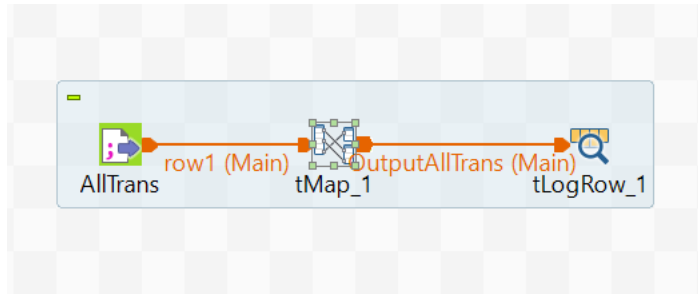 row1 (Main)
OutputAllTrans (Main)
AllTrans
tMap_1
tLogRow_1